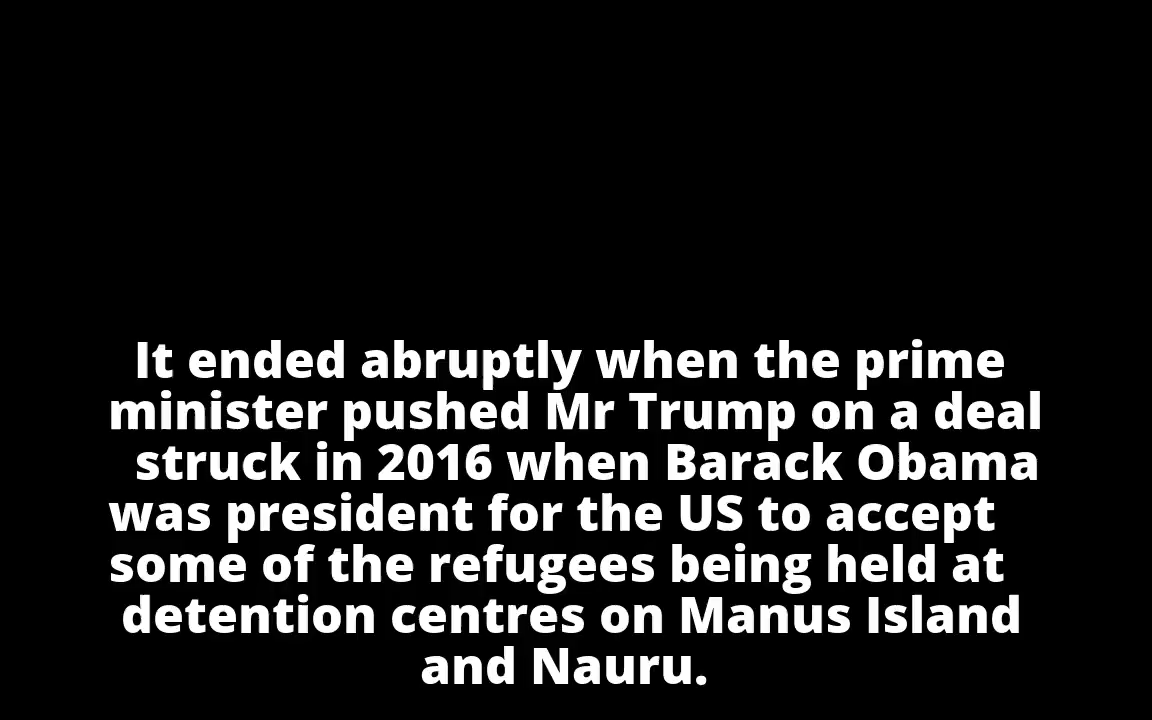 It ended abruptly when the prime
minister pushed Mr Trump on a deal
struck in 2016 when Barack Obama
was president for the US to accept
some of the refugees being held at
detention centres on Manus Island
and Nauru.